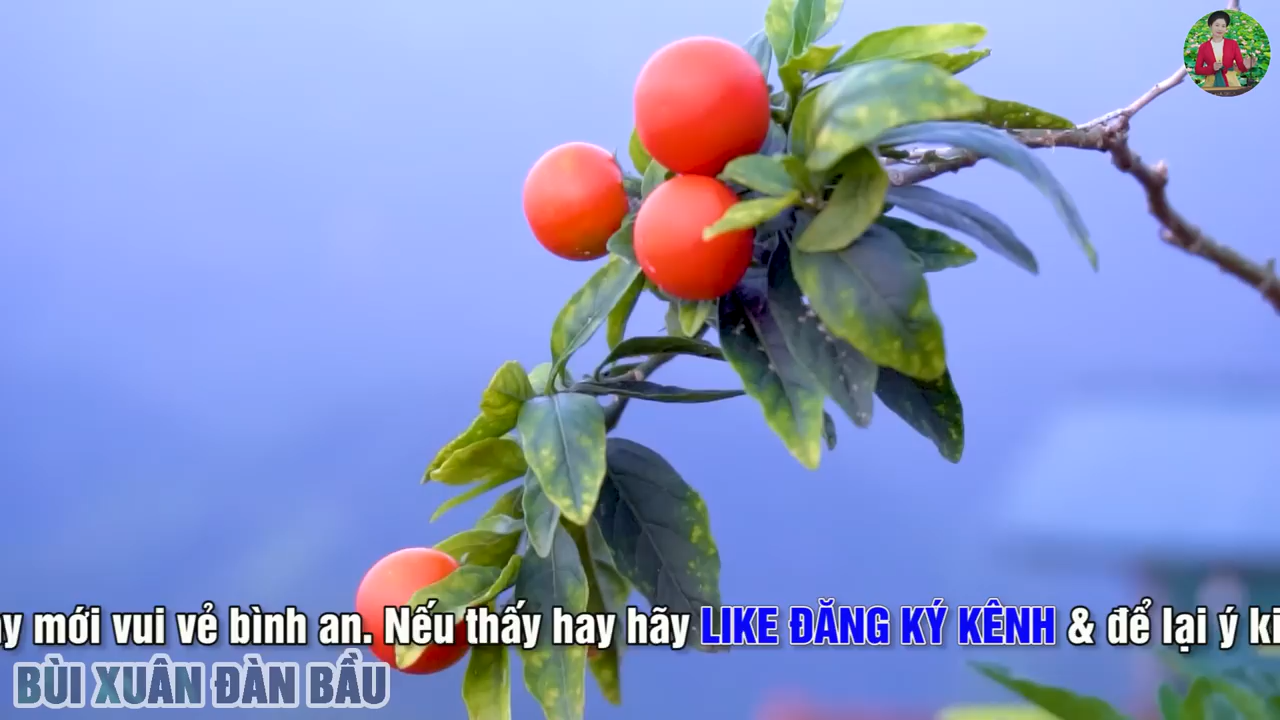 mới vui vẻ bình an. Nếu thấy hay hãy LIKE ĐĂNG KÝ KÊNH & để lại ý
BÙI XUÂN ĐÀN BẦU